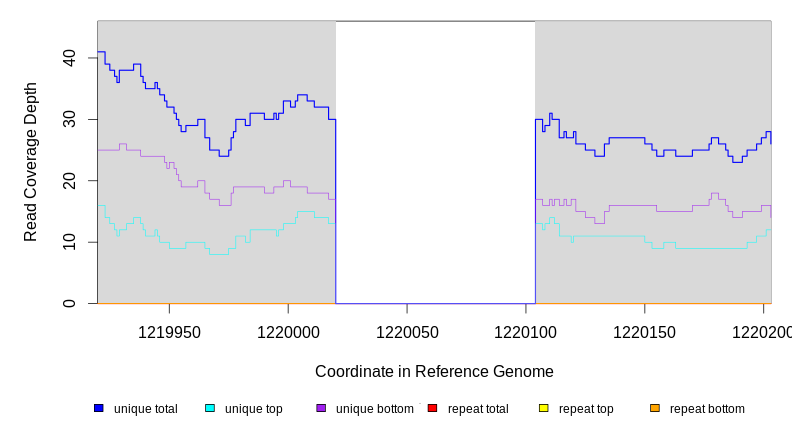 Read Coverage Depth
40
30
20
10
0
1219950 1220000 1220050 1220100 1220150 122020
Coordinate in Reference Genome
unique total unique top unique bottom repeat total repeat top repeat bottom